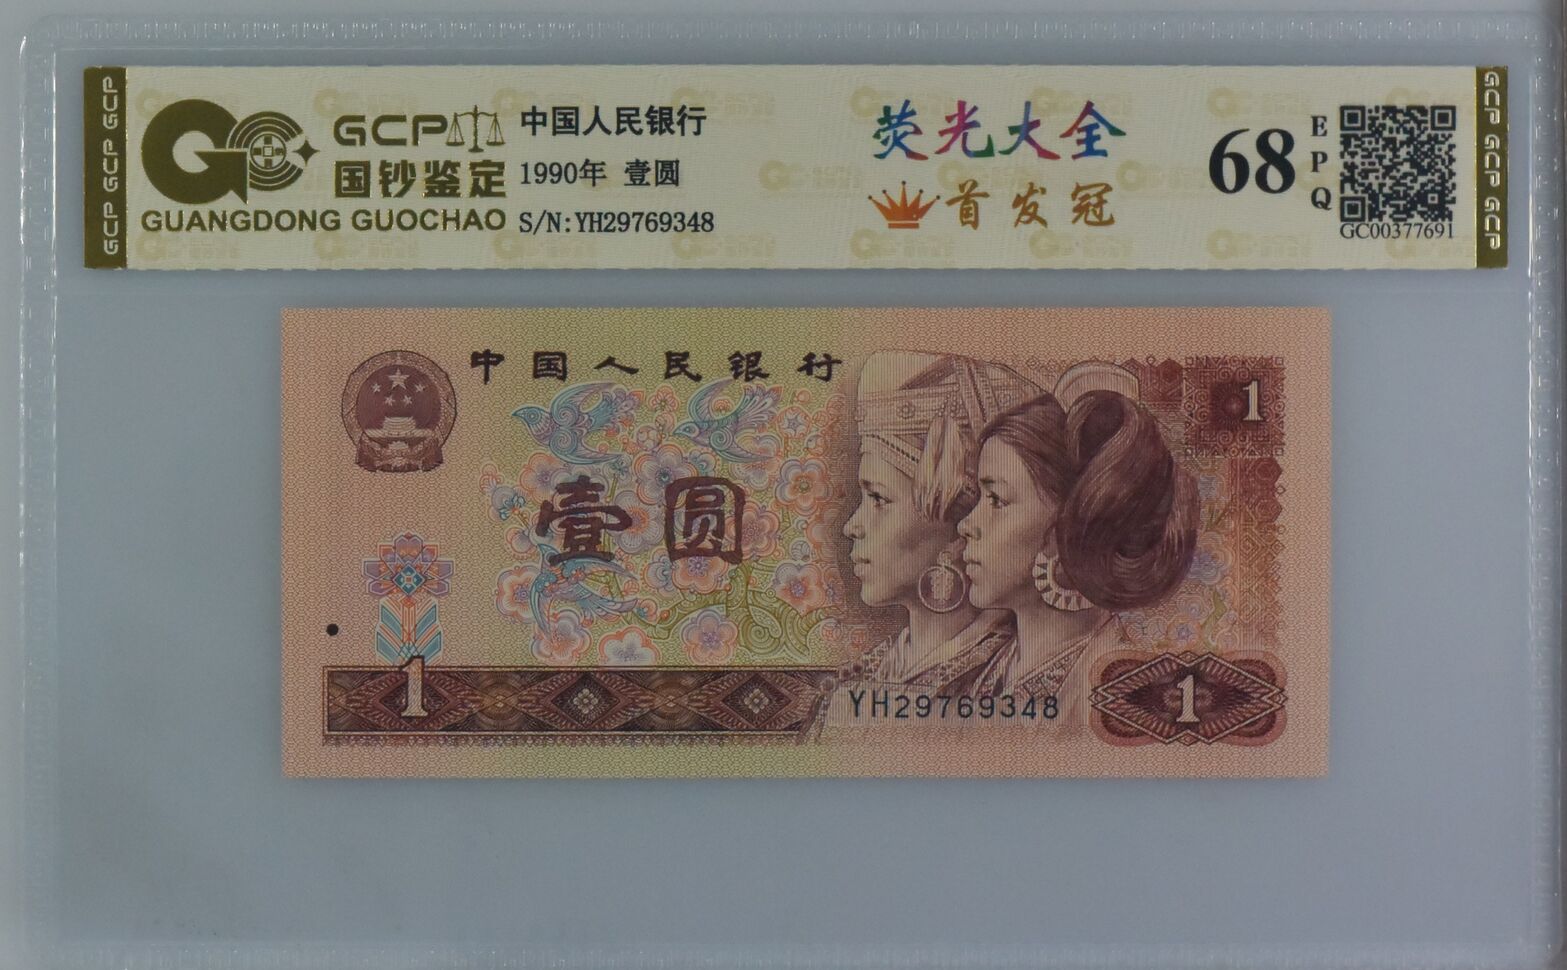 GCP GCP GCP
GCP
国钞鉴定
GUANGDONG GUOCHAO
中国人民银行
1990年 壹圆
S/N:YH29769348
荧光大全
首发冠
68
EPQ
GC00377691
GCP GCP GCP
中国人民银行
1
壹圆
1
YH29769348
1